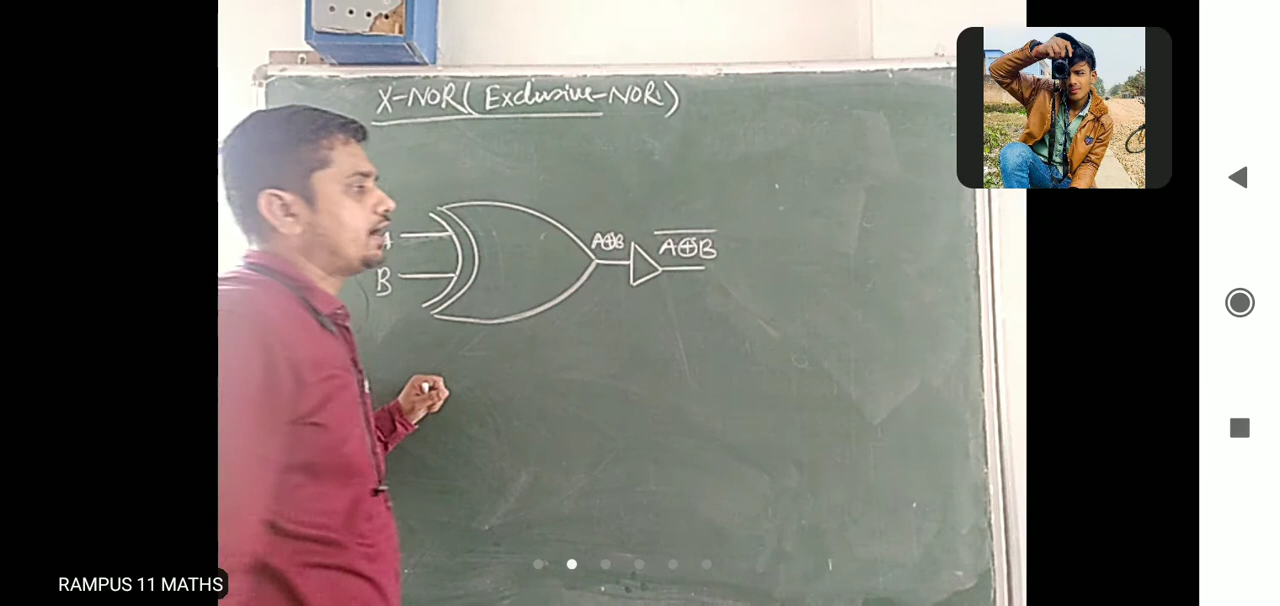 X-NOR (Exclusive-NOR)
A
B
A⊕B
A̅⊕̅B̅
RAMPUS 11 MATHS